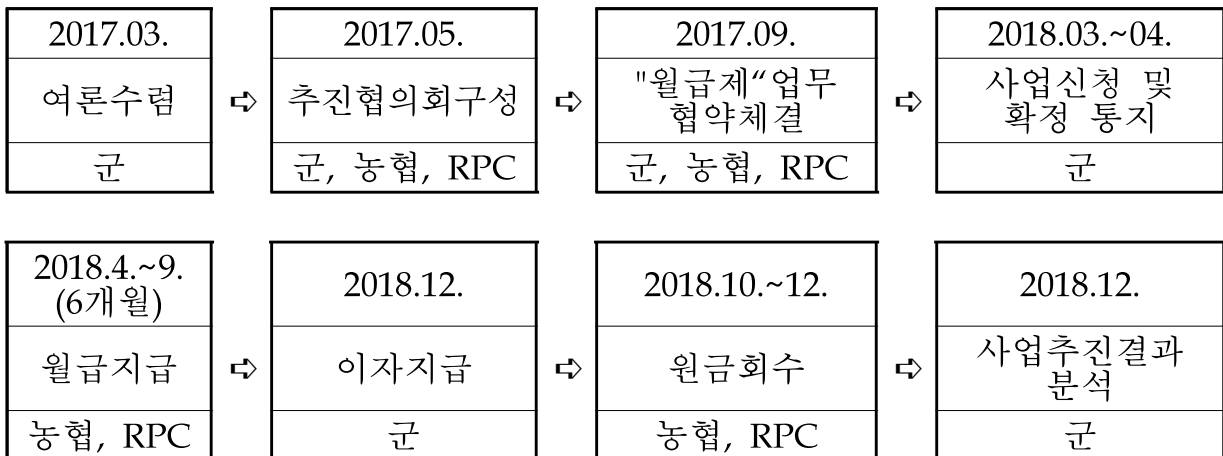 2017.03.
여론수렴
군
➪
2017.05.
추진협의회구성
군, 농협, RPC
➪
2017.09.
"월급제“업무
협약체결
군, 농협, RPC
➪
2018.03.~04.
사업신청 및
확정 통지
군
2018.4.~9.
(6개월)
월급지급
농협, RPC
➪
2018.12.
이자지급
군
➪
2018.10.~12.
원금회수
농협, RPC
➪
2018.12.
사업추진결과
분석
군